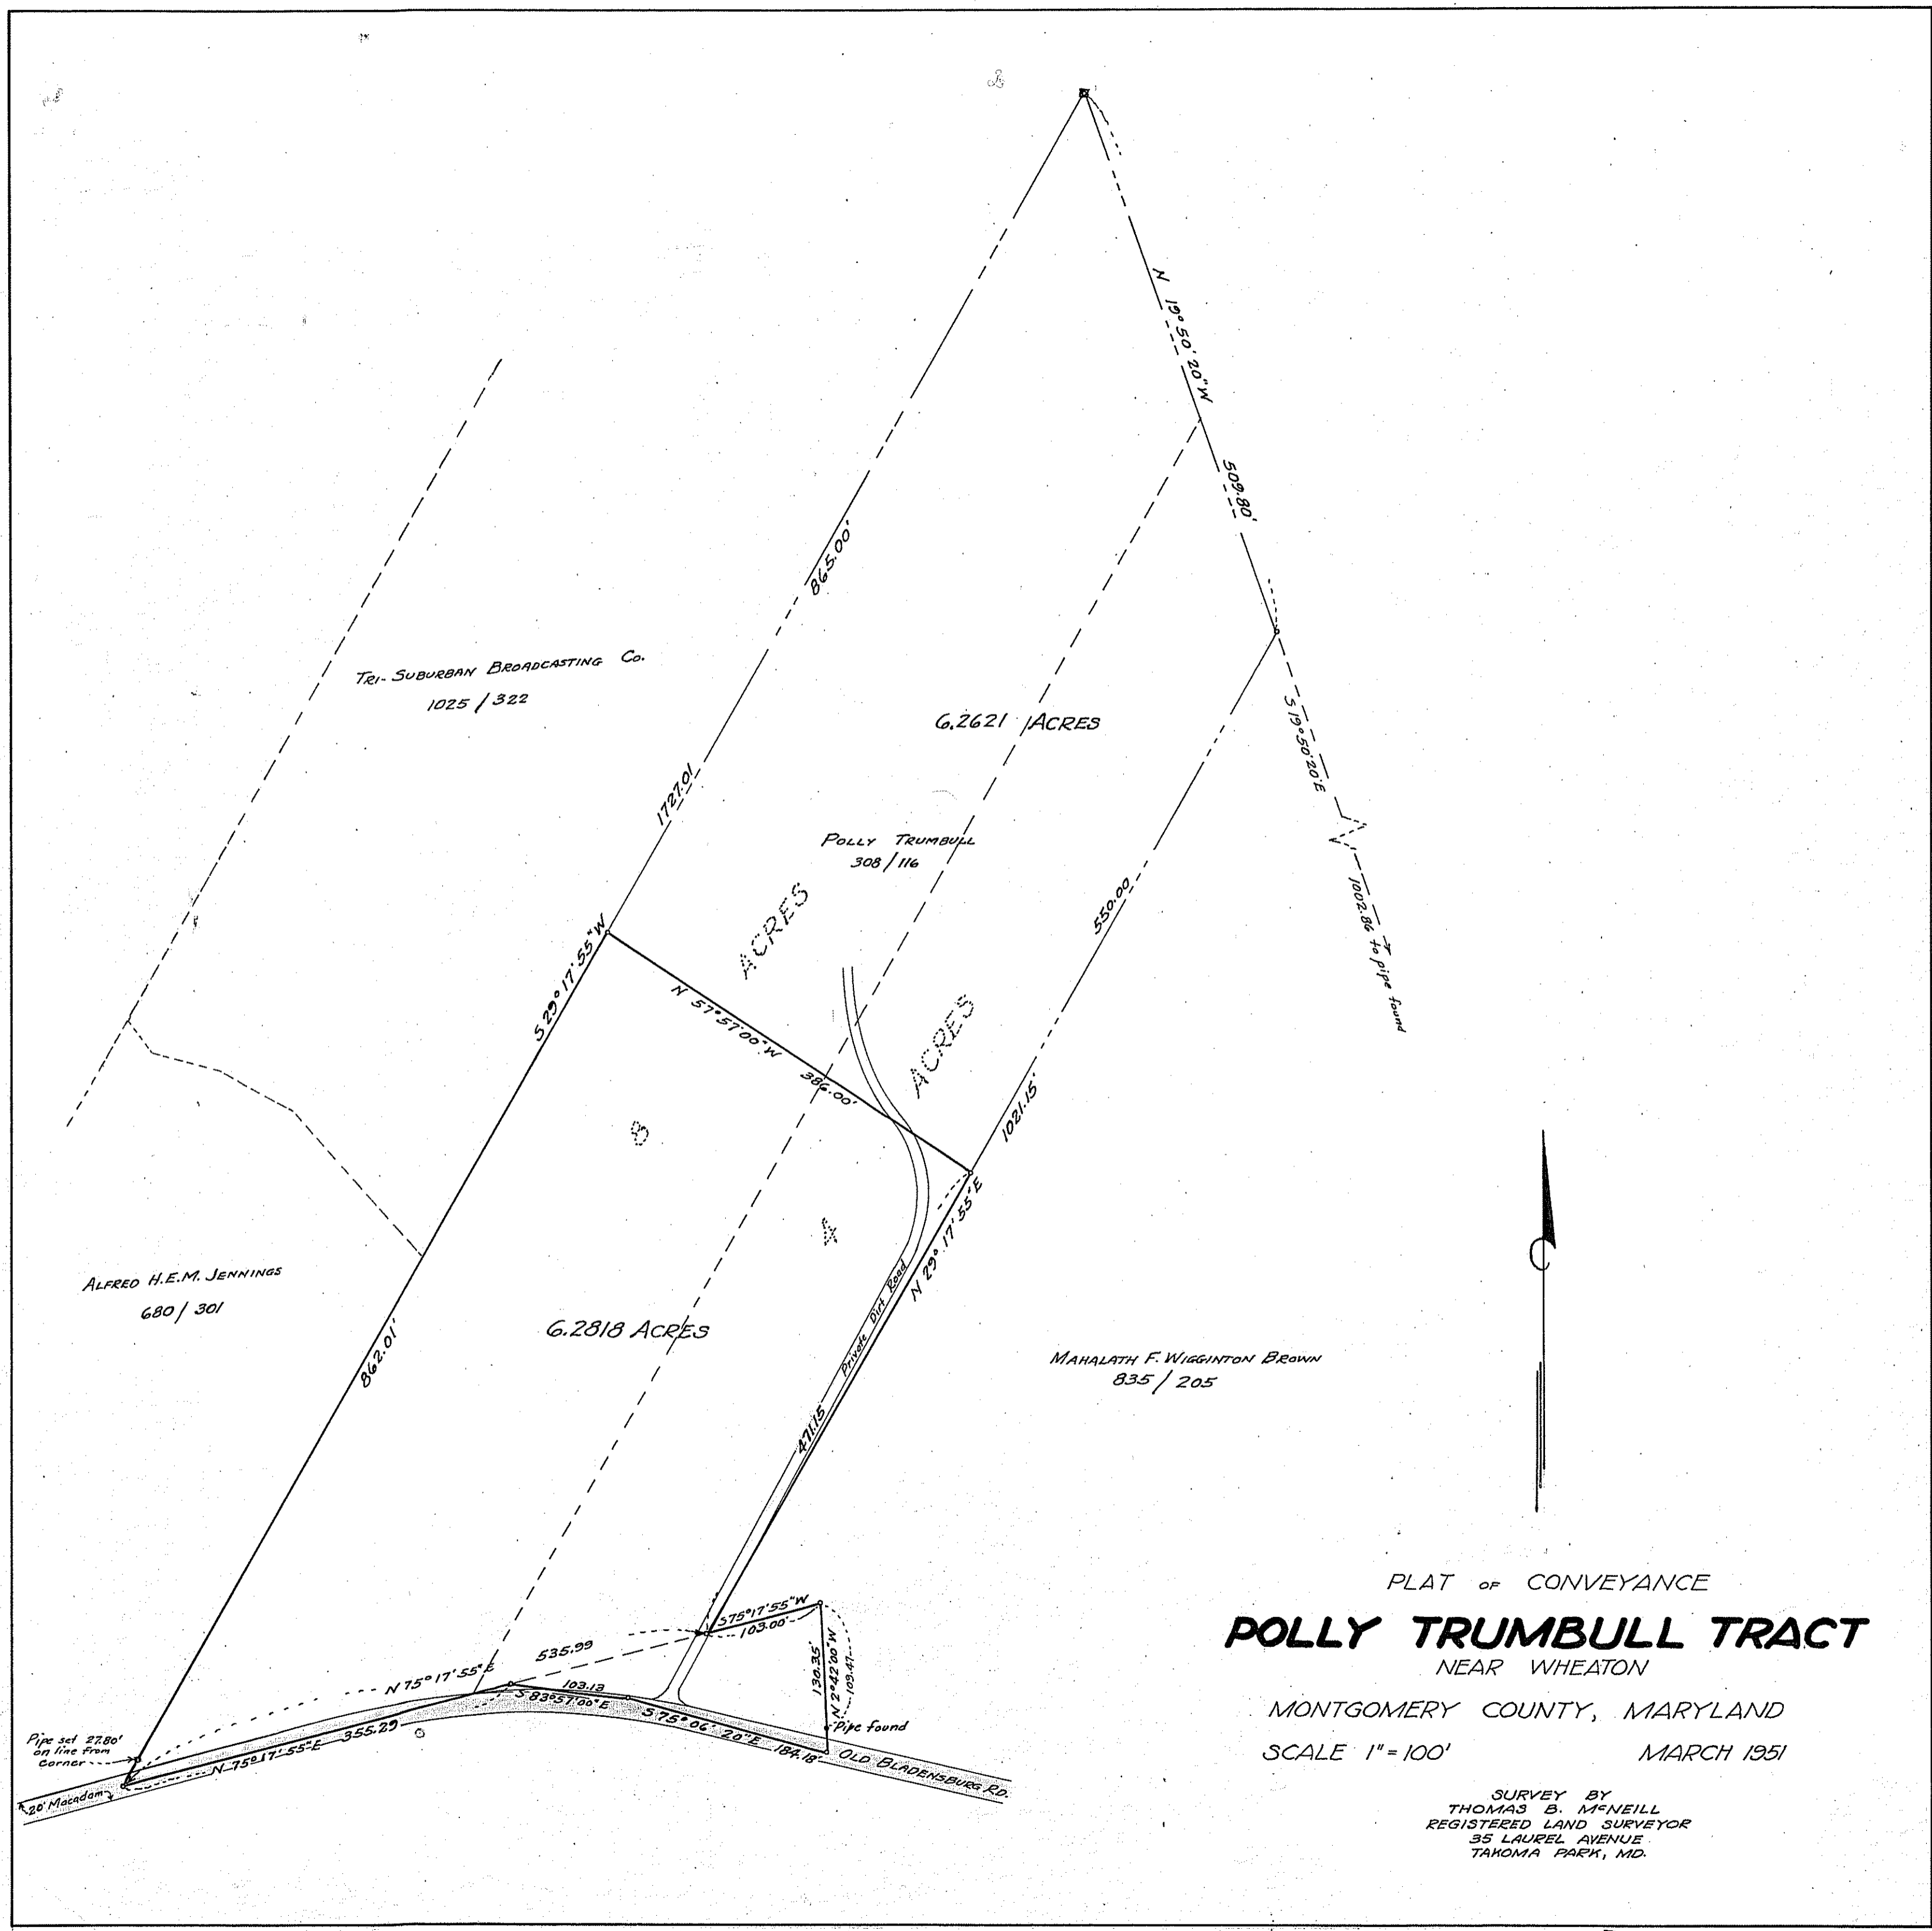 N 19° 50' 20" W
509.80'
865.00'
TRI-SUBURBAN BROADCASTING Co.
1025 / 322
6.2621 ACRES
S 19° 50' 20" E
1727.01
POLLY TRUMBULL
308 / 116
ACRES
550.00
1002.86 to pipe found
S 29° 17' 55" W
N 57° 57' 00" W
386.00'
ACRES
1021.15'
B
A
N 29° 17' 55" E
ALFRED H.E.M. JENNINGS
680 / 301
C
Private Dirt Road
6.2818 ACRES
862.01'
MAHALATH F. WIGGINTON BROWN
835 / 205
471.15
S 75° 17' 55" W
103.00'
535.99
N 75° 17' 55" E
130.35'
N 2° 42' 00" W
109.47
103.13
S 83° 57' 00" E
S 75° 06' 20" E 184.18'
Pipe found
OLD BLADENSBURG RD.
Pipe set 27.80'
on line from
corner
N 75° 17' 55" E 355.29
20' Macadam
PLAT OF CONVEYANCE
POLLY TRUMBULL TRACT
NEAR WHEATON
MONTGOMERY COUNTY, MARYLAND
SCALE 1" = 100' MARCH 1951
SURVEY BY
THOMAS B. McNEILL
REGISTERED LAND SURVEYOR
35 LAUREL AVENUE
TAKOMA PARK, MD.